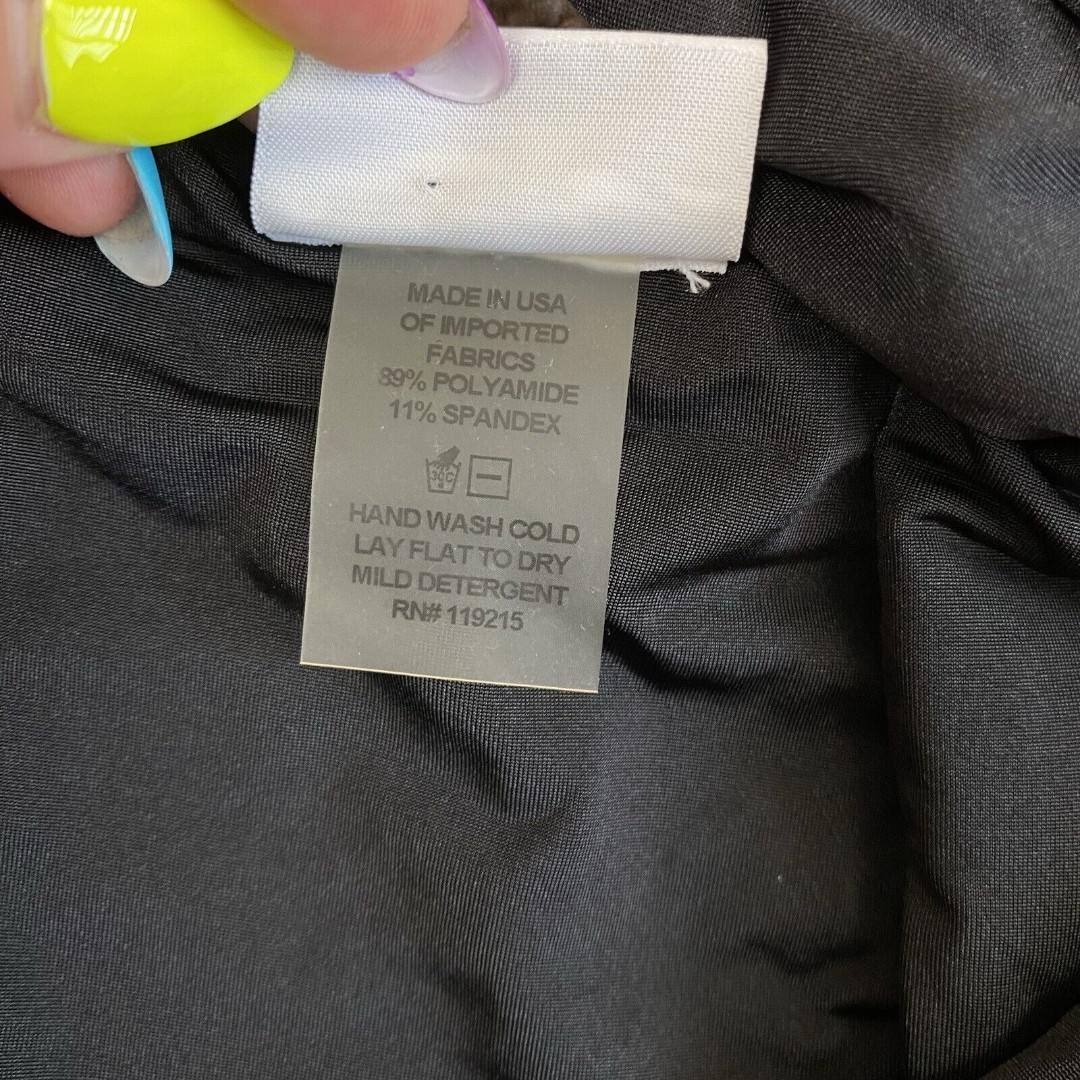 MADE IN USA
OF IMPORTED
FABRICS
89% POLYAMIDE
11% SPANDEX
30C
HAND WASH COLD
LAY FLAT TO DRY
MILD DETERGENT
RN# 119215